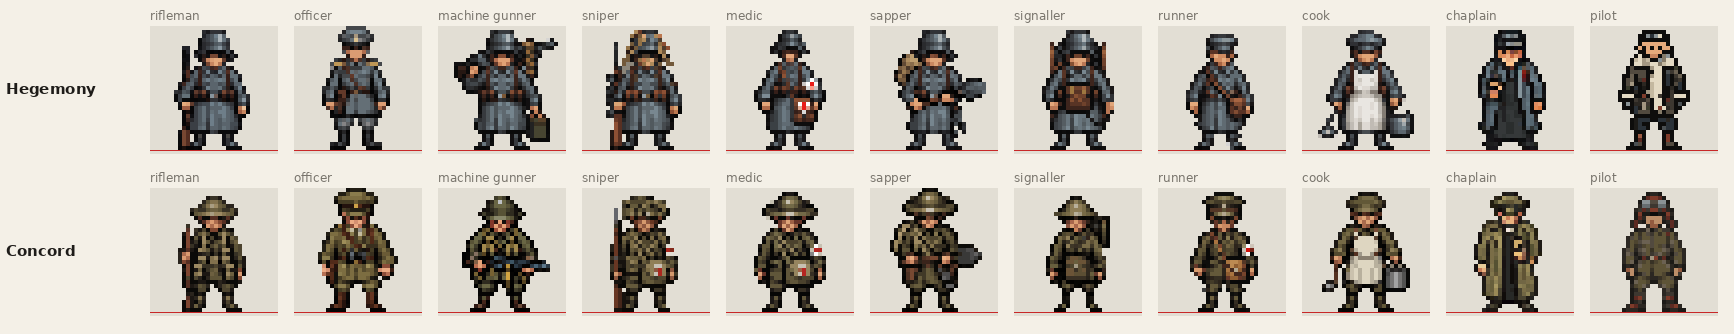 rifleman officer machine gunner sniper medic sapper signaller runner cook chaplain pilot
Hegemony
rifleman officer machine gunner sniper medic sapper signaller runner cook chaplain pilot
Concord